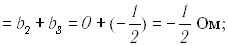 = b₂ + b₃ = 0 + (-1/2) = -1/2 Ом;